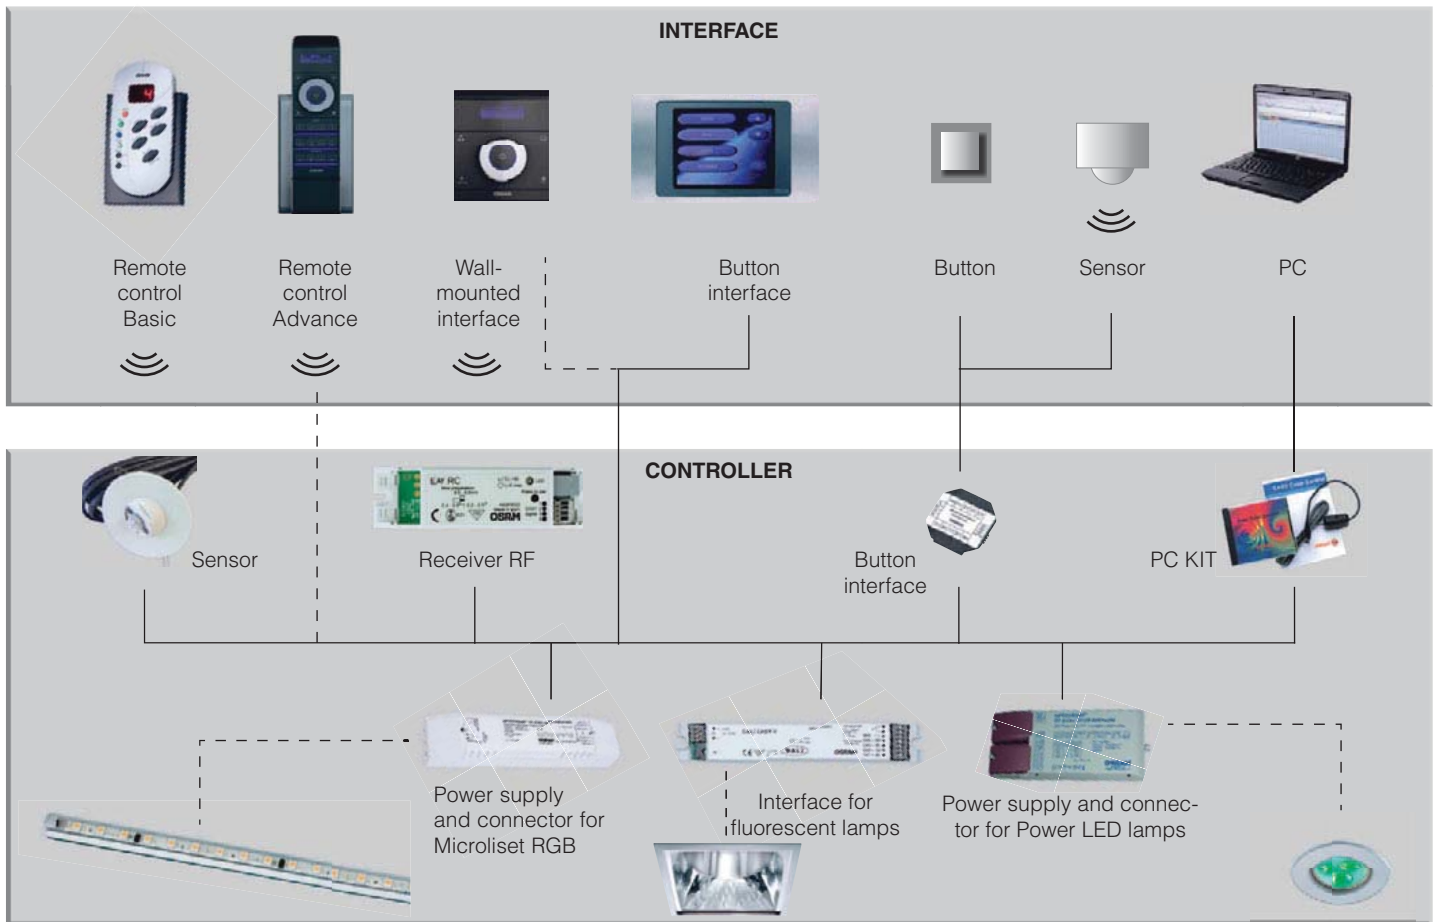 INTERFACE
4
Remote
control
Basic
Remote
control
Advance
Wall-
mounted
interface
Button
interface
Button
Sensor
PC
CONTROLLER
Sensor
Receiver RF
Button
interface
PC KIT
OSRAM
Power supply
and connector for
Microliset RGB
Interface for
fluorescent lamps
Power supply and connec-
tor for Power LED lamps